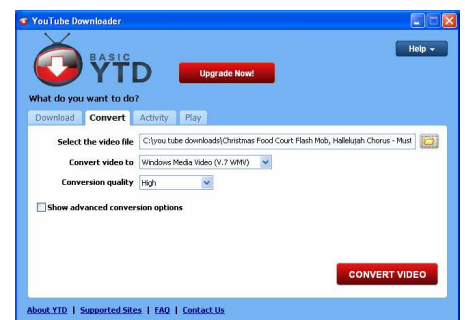 YouTube Downloader
Help
BASIC
YTD
Upgrade Now!
What do you want to do?
Download Convert Activity Play
Select the video file C:\you tube downloads\Christmas Food Court Flash Mob, Hallelujah Chorus - Must
Convert video to Windows Media Video (V.7 WMV)
Conversion quality High
Show advanced conversion options
CONVERT VIDEO
About YTD | Supported Sites | FAQ | Contact Us